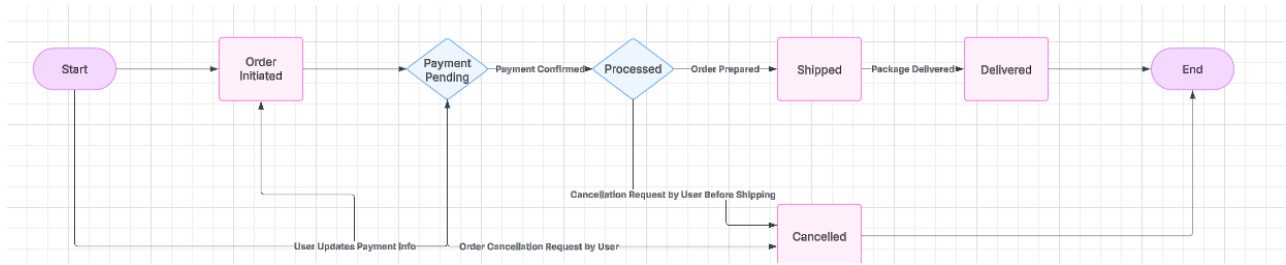 Start
Order
Initiated
Payment
Pending
Payment Confirmed
Processed
Order Prepared
Shipped
Package Delivered
Delivered
End
Cancellation Request by User Before Shipping
User Updates Payment Info
Order Cancellation Request by User
Cancelled